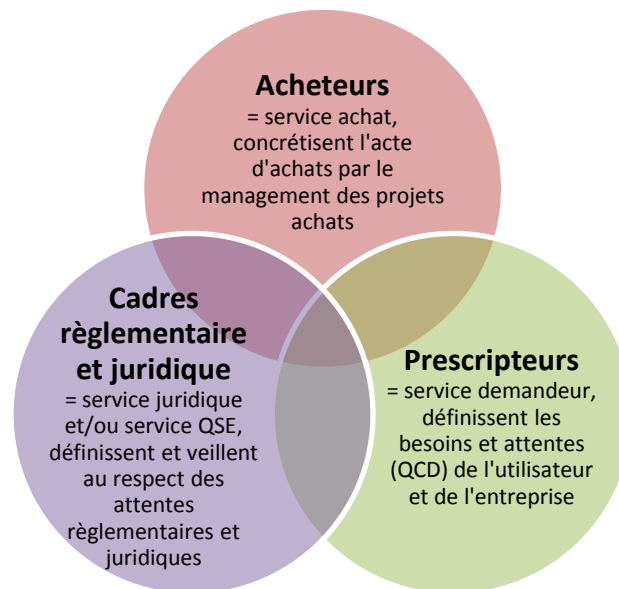 Acheteurs
= service achat,
concrétisent l'acte
d'achats par le
management des projets
achats
Cadres
règlementaire
et juridique
= service juridique
et/ou service QSE,
définissent et veillent
au respect des
attentes
règlementaires et
juridiques
Prescripteurs
= service demandeur,
définissent les
besoins et attentes
(QCD) de l'utilisateur
et de l'entreprise